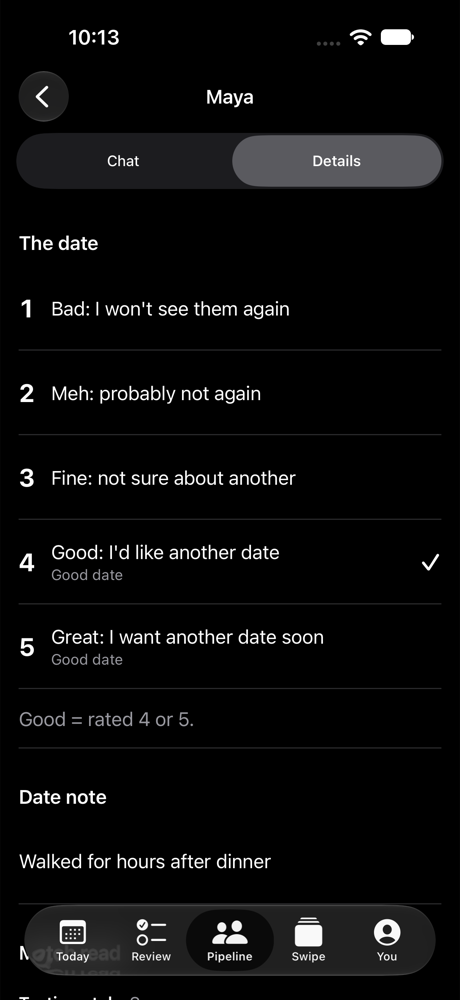 10:13
Maya
Chat
Details
The date
1 Bad: I won't see them again
2 Meh: probably not again
3 Fine: not sure about another
4 Good: I'd like another date
Good date
5 Great: I want another date soon
Good date
Good = rated 4 or 5.
Date note
Walked for hours after dinner
Today
Review
Pipeline
Swipe
You